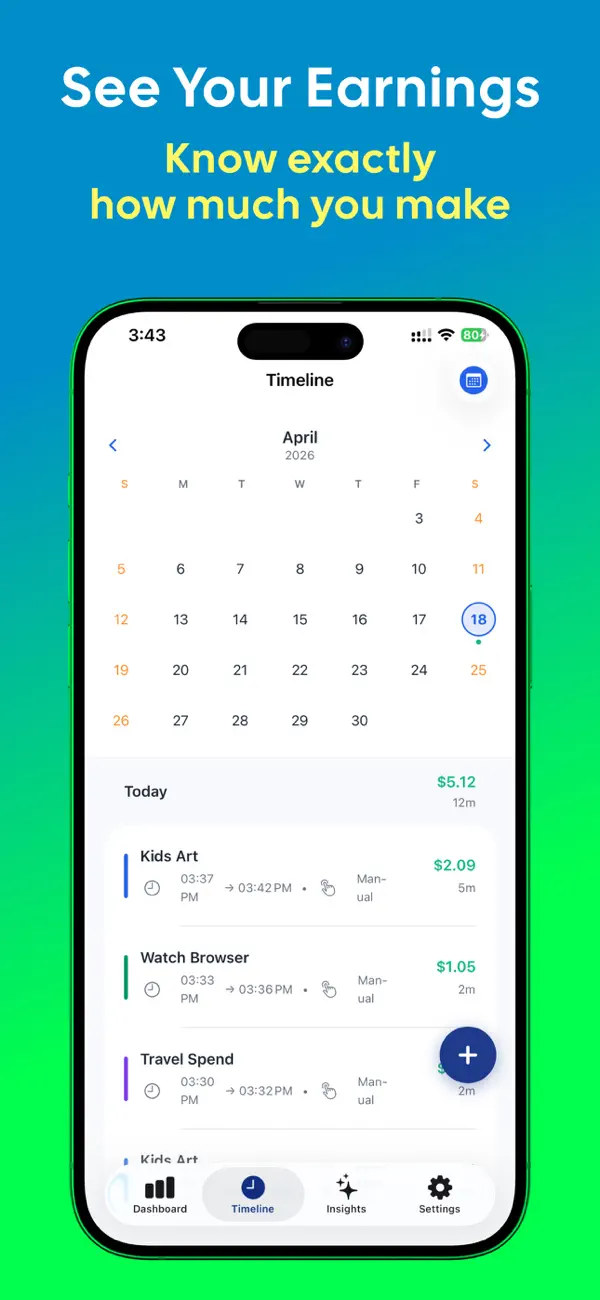 See Your Earnings
Know exactly
how much you make
3:43
80
Timeline
April
2026
S M T W T F S
3 4
5 6 7 8 9 10 11
12 13 14 15 16 17 18
19 20 21 22 23 24 25
26 27 28 29 30
Today
$5.12
12m
Kids Art
$2.09
03:37
PM
→ 03:42 PM •
Man-
ual
5m
Watch Browser
$1.05
03:33
PM
→ 03:36 PM •
Man-
ual
2m
Travel Spend
$
03:30
PM
→ 03:32 PM •
Man-
ual
2m
Kids Art
Dashboard Timeline Insights Settings